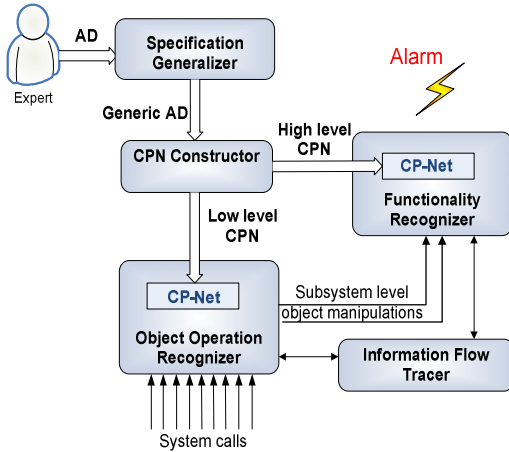 AD
Expert
Specification
Generalizer
Alarm
Generic AD
High level
CPN
CPN Constructor
CP-Net
Functionality
Recognizer
Low level
CPN
CP-Net
Object Operation
Recognizer
Subsystem level
object manipulations
Information Flow
Tracer
System calls